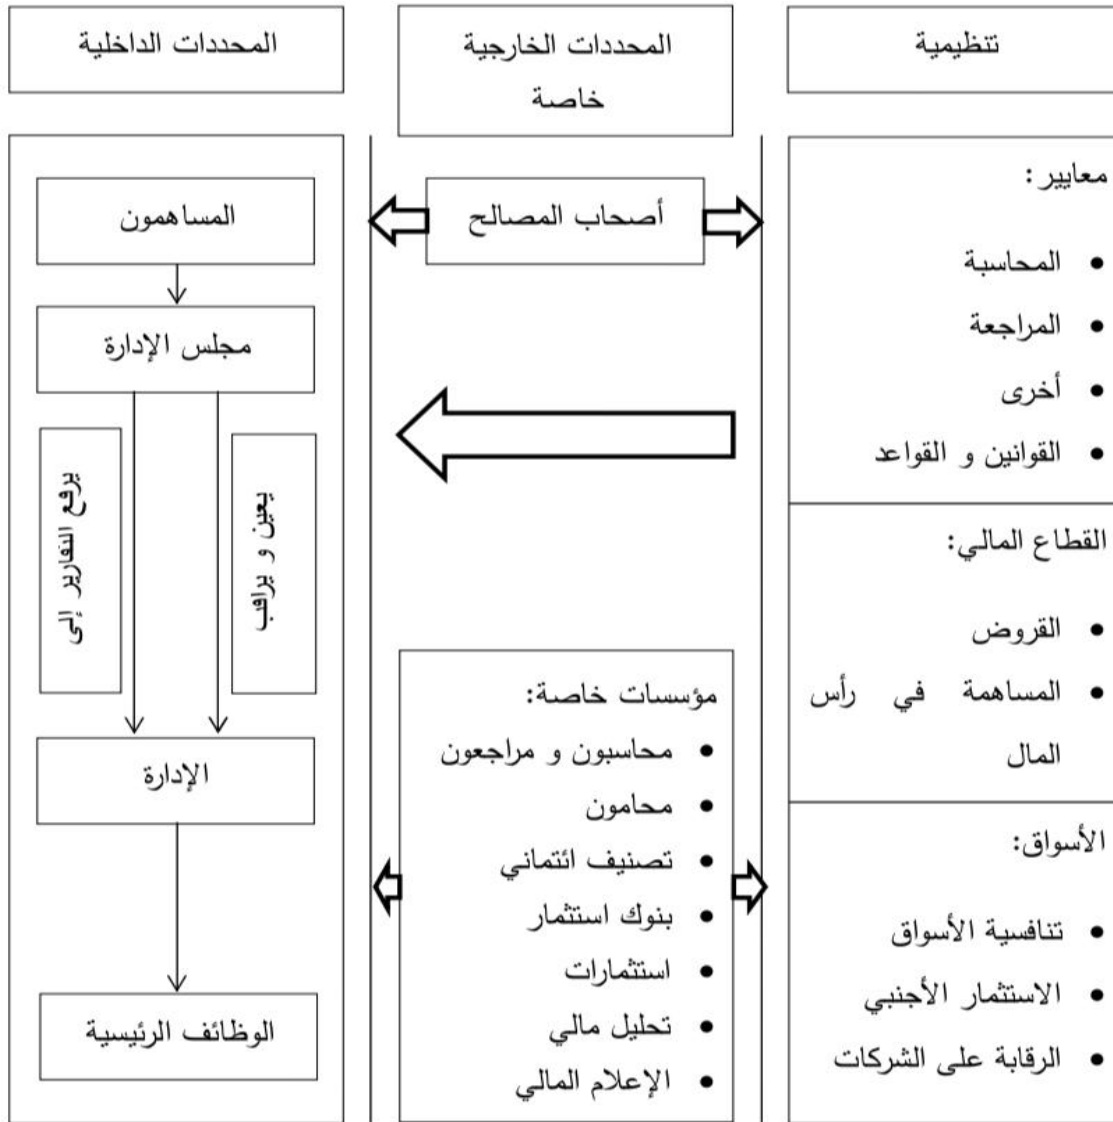 تنظيمية
المحددات الخارجية
خاصة
المحددات الداخلية
معايير:
• المحاسبة
• المراجعة
• أخرى
• القوانين و القواعد
القطاع المالي:
• القروض
• المساهمة في رأس
المال
الأسواق:
• تنافسية الأسواق
• الاستثمار الأجنبي
• الرقابة على الشركات
أصحاب المصالح
مؤسسات خاصة:
• محاسبون و مراجعون
• محامون
• تصنيف ائتماني
• بنوك استثمار
• استثمارات
• تحليل مالي
• الإعلام المالي
المساهمون
مجلس الإدارة
يعين و يراقب
يرفع التقارير إلى
الإدارة
الوظائف الرئيسية